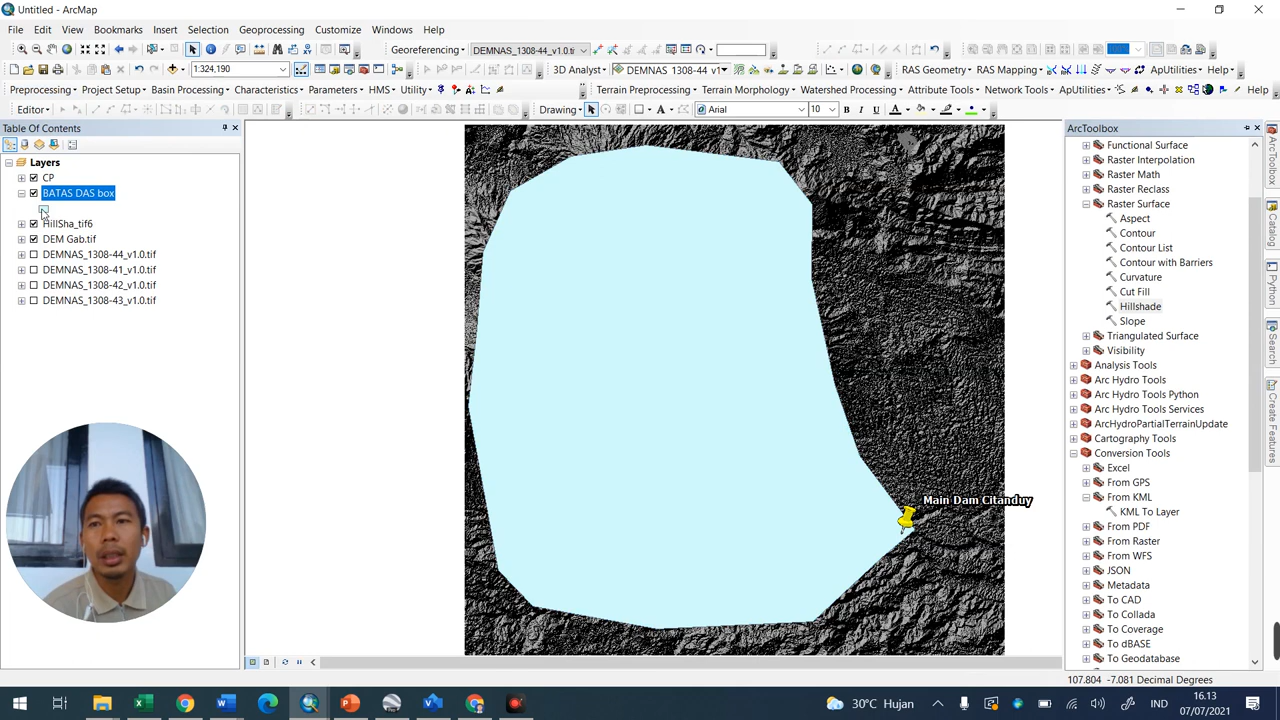 Untitled - ArcMap
File Edit View Bookmarks Insert Selection Geoprocessing Customize Windows Help
Georeferencing DEMNAS_1308-44_v1.0.ti
1:324,190 3D Analyst DEMNAS 1308-44 v1 RAS Geometry RAS Mapping ApUtilities Help
Preprocessing Project Setup Basin Processing Characteristics Parameters HMS Utility Terrain Preprocessing Terrain Morphology Watershed Processing Attribute Tools Network Tools ApUtilities Help
Editor Drawing Arial 10 B I U A
Table Of Contents
Layers
CP
BATAS DAS box
HillSha_tif6
DEM Gab.tif
DEMNAS_1308-44_v1.0.tif
DEMNAS_1308-41_v1.0.tif
DEMNAS_1308-42_v1.0.tif
DEMNAS_1308-43_v1.0.tif
Main Dam Citanduy
ArcToolbox
Functional Surface
Raster Interpolation
Raster Math
Raster Reclass
Raster Surface
Aspect
Contour
Contour List
Contour with Barriers
Curvature
Cut Fill
Hillshade
Slope
Triangulated Surface
Visibility
Analysis Tools
Arc Hydro Tools
Arc Hydro Tools Python
Arc Hydro Tools Services
ArcHydroPartialTerrainUpdate
Cartography Tools
Conversion Tools
Excel
From GPS
From KML
KML To Layer
From PDF
From Raster
From WFS
JSON
Metadata
To CAD
To Collada
To Coverage
To dBASE
To Geodatabase
ArcToolbox
Catalog
Python
Search
Create Features
107.804 -7.081 Decimal Degrees
30°C Hujan IND 16.13
07/07/2021